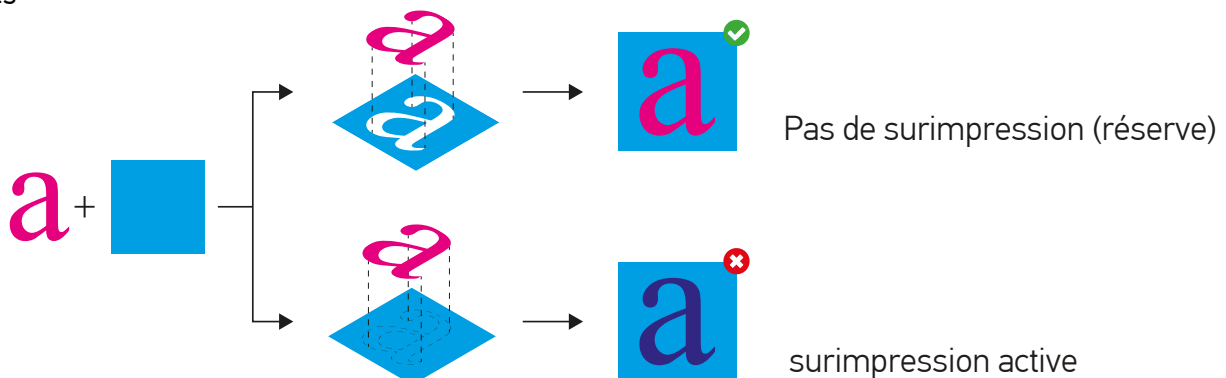 a
Pas de surimpression (réserve)
a+
a
surimpression active